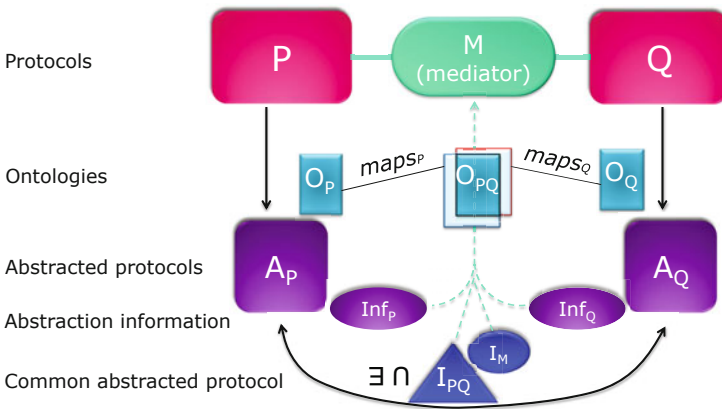 Protocols
P
M
(mediator)
Q
Ontologies
O_P
maps_P
O_PQ
maps_Q
O_Q
Abstracted protocols
A_P
A_Q
Abstraction information
Inf_P
Inf_Q
I_M
Common abstracted protocol
∃ ∩
I_PQ